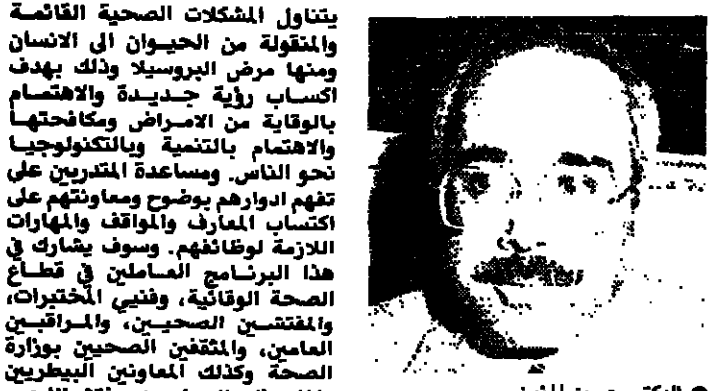 يتناول المشكلات الصحية القائمة
والمنقولة من الحيوان الى الانسان
ومنها مرض البروسيلا وذلك بهدف
اكساب رؤية جديدة والاهتمام
بالوقاية من الامراض ومكافحتها
والاهتمام بالتنمية وبالتكنولوجيا
نحو الناس. ومساعدة المتدربين على
تفهم ادوارهم بوضوح ومعاونتهم على
اكتساب المعارف والمواقف والمهارات
اللازمة لوظائفهم. وسوف يشارك في
هذا البرنامج العاملين في قطاع
الصحة الوقائية، وفنيي المختبرات،
والمفتشين الصحيين، والمراقبين
العامين، والمثقفين الصحيين بوزارة
الصحة وكذلك المعاونين البيطريين